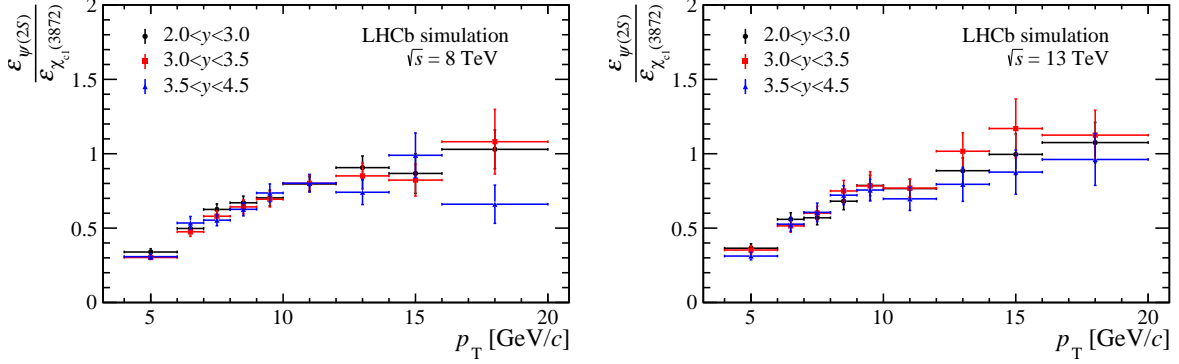 ε_ψ(2S) / ε_χc1(3872)
2
1.5
1
0.5
0
2.0<y<3.0
3.0<y<3.5
3.5<y<4.5
LHCb simulation
√s = 8 TeV
5 10 15 20
p_T [GeV/c]
ε_ψ(2S) / ε_χc1(3872)
2
1.5
1
0.5
0
2.0<y<3.0
3.0<y<3.5
3.5<y<4.5
LHCb simulation
√s = 13 TeV
5 10 15 20
p_T [GeV/c]